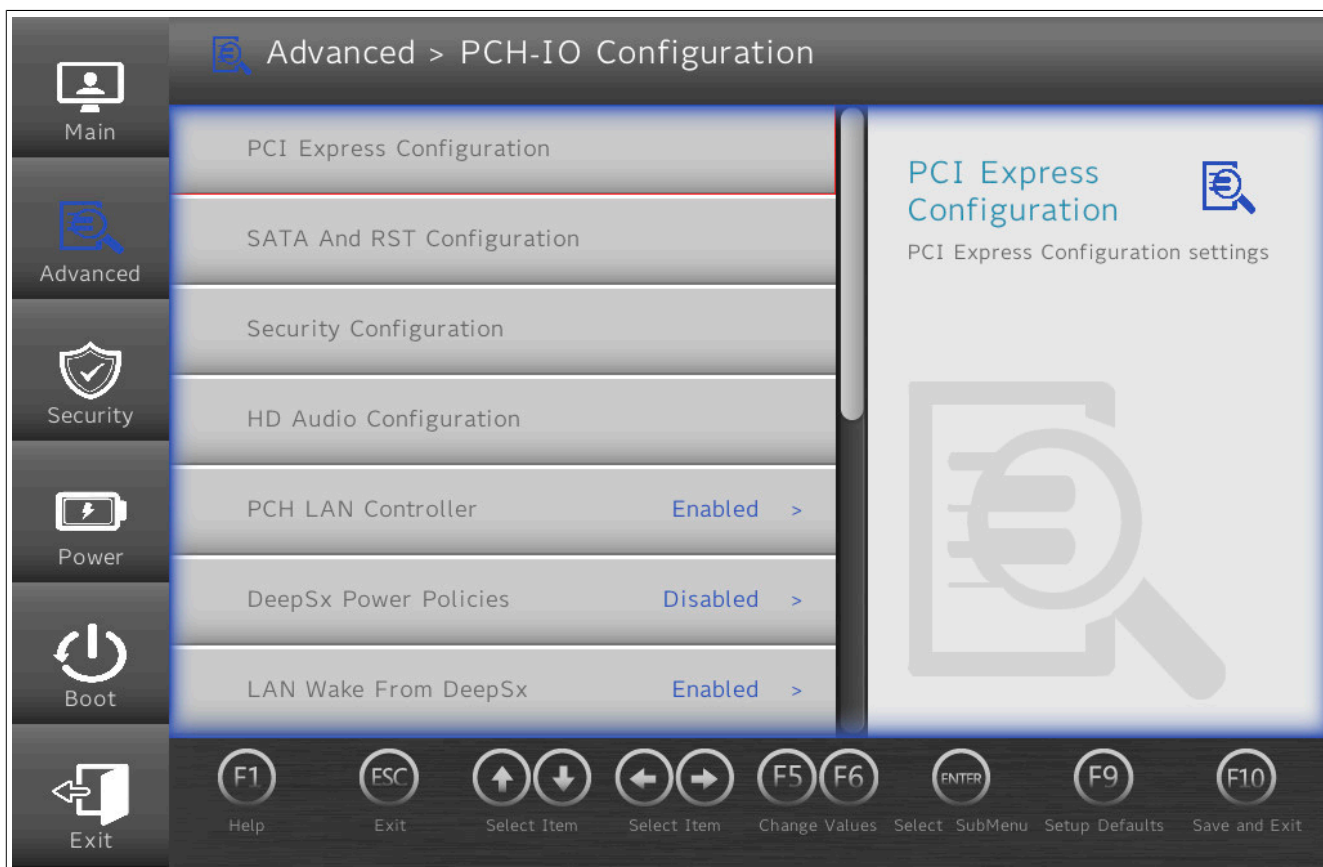 Advanced > PCH-IO Configuration
Main
Advanced
Security
Power
Boot
Exit
PCI Express Configuration
SATA And RST Configuration
Security Configuration
HD Audio Configuration
PCH LAN Controller Enabled >
DeepSx Power Policies Disabled >
LAN Wake From DeepSx Enabled >
PCI Express
Configuration
PCI Express Configuration settings
F1 ESC F5 F6 ENTER F9 F10
Help Exit Select Item Select Item Change Values Select SubMenu Setup Defaults Save and Exit